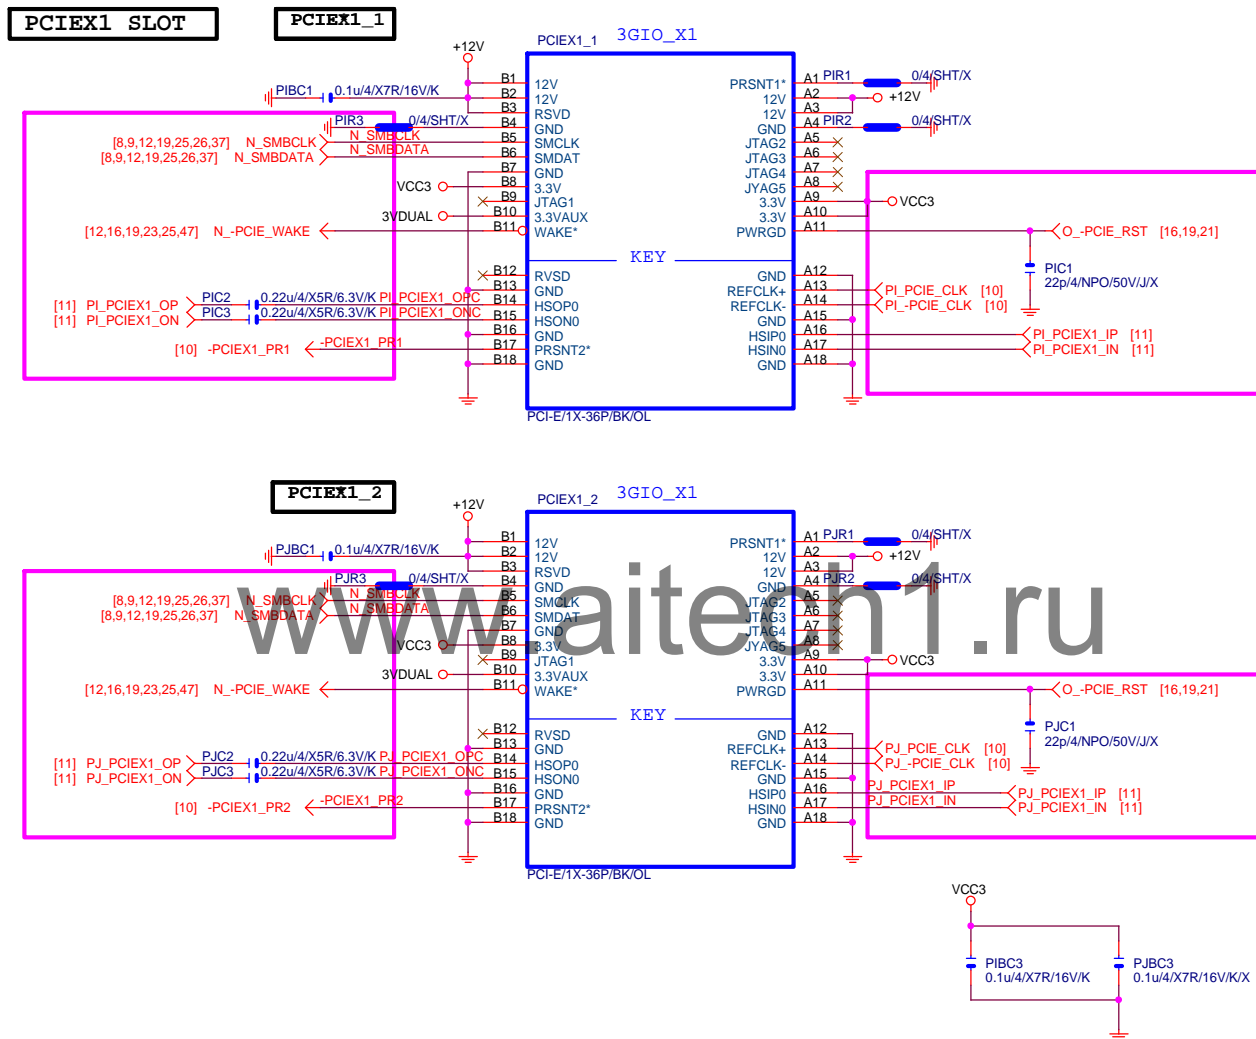 PCIEX1 SLOT
PCIEX1_1
PCIEX1_1 3GIO_X1
+12V
PIBC1 0.1u/4/X7R/16V/K
PIR3 0/4/SHT/X
[8,9,12,19,25,26,37] N_SMBCLK N_SMBCLK
[8,9,12,19,25,26,37] N_SMBDATA N_SMBDATA
VCC3
3VDUAL
[12,16,19,23,25,47] N_-PCIE_WAKE
[11] PI_PCIEX1_OP PIC2 0.22u/4/X5R/6.3V/K PI_PCIEX1_OPC
[11] PI_PCIEX1_ON PIC3 0.22u/4/X5R/6.3V/K PI_PCIEX1_ONC
[10] -PCIEX1_PR1 -PCIEX1_PR1
B1 12V
B2 12V
B3 RSVD
B4 GND
B5 SMCLK
B6 SMDAT
B7 GND
B8 3.3V
B9 JTAG1
B10 3.3VAUX
B11 WAKE*
KEY
B12 RVSD
B13 GND
B14 HSOP0
B15 HSON0
B16 GND
B17 PRSNT2*
B18 GND
PRSNT1* A1 PIR1 0/4/SHT/X
12V A2 +12V
12V A3
GND A4 PIR2 0/4/SHT/X
JTAG2 A5
JTAG3 A6
JTAG4 A7
JYAG5 A8
3.3V A9 VCC3
3.3V A10
PWRGD A11 O_-PCIE_RST [16,19,21]
PIC1
22p/4/NPO/50V/J/X
GND A12
REFCLK+ A13 PI_PCIE_CLK [10]
REFCLK- A14 PI_-PCIE_CLK [10]
GND A15
HSIP0 A16 PI_PCIEX1_IP [11]
HSIN0 A17 PI_PCIEX1_IN [11]
GND A18
PCI-E/1X-36P/BK/OL
PCIEX1_2
PCIEX1_2 3GIO_X1
+12V
PJBC1 0.1u/4/X7R/16V/K
PJR3 0/4/SHT/X
[8,9,12,19,25,26,37] N_SMBCLK N_SMBCLK
[8,9,12,19,25,26,37] N_SMBDATA N_SMBDATA
VCC3
3VDUAL
[12,16,19,23,25,47] N_-PCIE_WAKE
[11] PJ_PCIEX1_OP PJC2 0.22u/4/X5R/6.3V/K PJ_PCIEX1_OPC
[11] PJ_PCIEX1_ON PJC3 0.22u/4/X5R/6.3V/K PJ_PCIEX1_ONC
[10] -PCIEX1_PR2 -PCIEX1_PR2
B1 12V
B2 12V
B3 RSVD
B4 GND
B5 SMCLK
B6 SMDAT
B7 GND
B8 3.3V
B9 JTAG1
B10 3.3VAUX
B11 WAKE*
KEY
B12 RVSD
B13 GND
B14 HSOP0
B15 HSON0
B16 GND
B17 PRSNT2*
B18 GND
PRSNT1* A1 PJR1 0/4/SHT/X
12V A2 +12V
12V A3
GND A4 PJR2 0/4/SHT/X
JTAG2 A5
JTAG3 A6
JTAG4 A7
JYAG5 A8
3.3V A9 VCC3
3.3V A10
PWRGD A11 O_-PCIE_RST [16,19,21]
PJC1
22p/4/NPO/50V/J/X
GND A12
REFCLK+ A13 PJ_PCIE_CLK [10]
REFCLK- A14 PJ_-PCIE_CLK [10]
GND A15
HSIP0 A16 PJ_PCIEX1_IP PJ_PCIEX1_IP [11]
HSIN0 A17 PJ_PCIEX1_IN PJ_PCIEX1_IN [11]
GND A18
PCI-E/1X-36P/BK/OL
www.aitech1.ru
VCC3
PIBC3
0.1u/4/X7R/16V/K
PJBC3
0.1u/4/X7R/16V/K/X